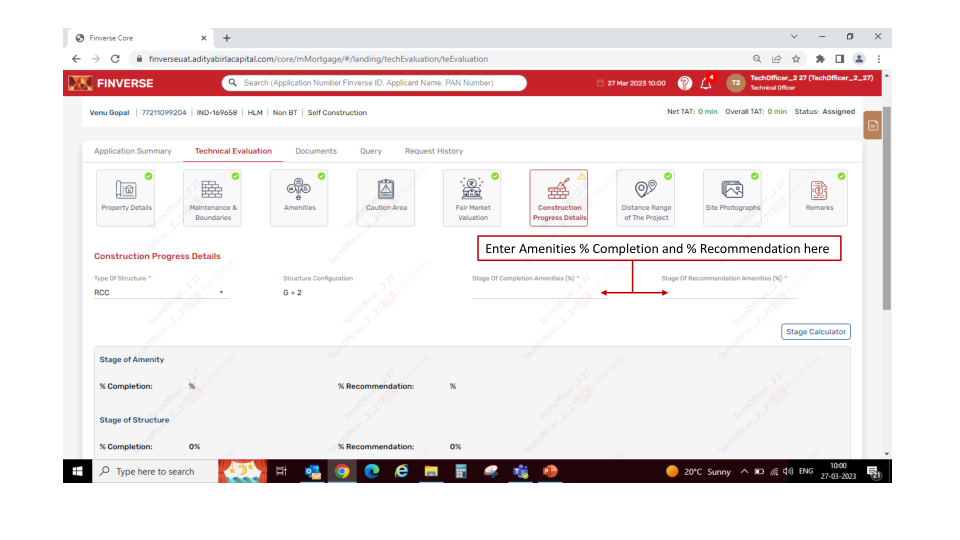 Finverse Core
finverseuat.adityabirlacapital.com/core/mMortgage/#/landing/techEvaluation/teEvaluation
FINVERSE
Search (Application Number,Finverse ID, Applicant Name, PAN Number)
27 Mar 2023 10:00
4
T2
TechOfficer_2 27 (TechOfficer_2_27)
Technical Officer
Venu Gopal | 77211099204 | IND-169658 | HLM | Non BT | Self Construction
Net TAT: 0 min Overall TAT: 0 min Status: Assigned
Application Summary Technical Evaluation Documents Query Request History
Property Details
Maintenance & Boundaries
Amenities
Caution Area
Fair Market Valuation
Construction Progress Details
Distance Range of The Project
Site Photographs
Remarks
Enter Amenities % Completion and % Recommendation here
Construction Progress Details
Type Of Structure * Structure Configuration Stage Of Completion Amenities (%) * Stage Of Recommendation Amenities (%) *
RCC G + 2
Stage Calculator
Stage of Amenity
% Completion: % % Recommendation: %
Stage of Structure
% Completion: 0% % Recommendation: 0%
Type here to search
20°C Sunny
ENG
10:00
27-03-2023
21